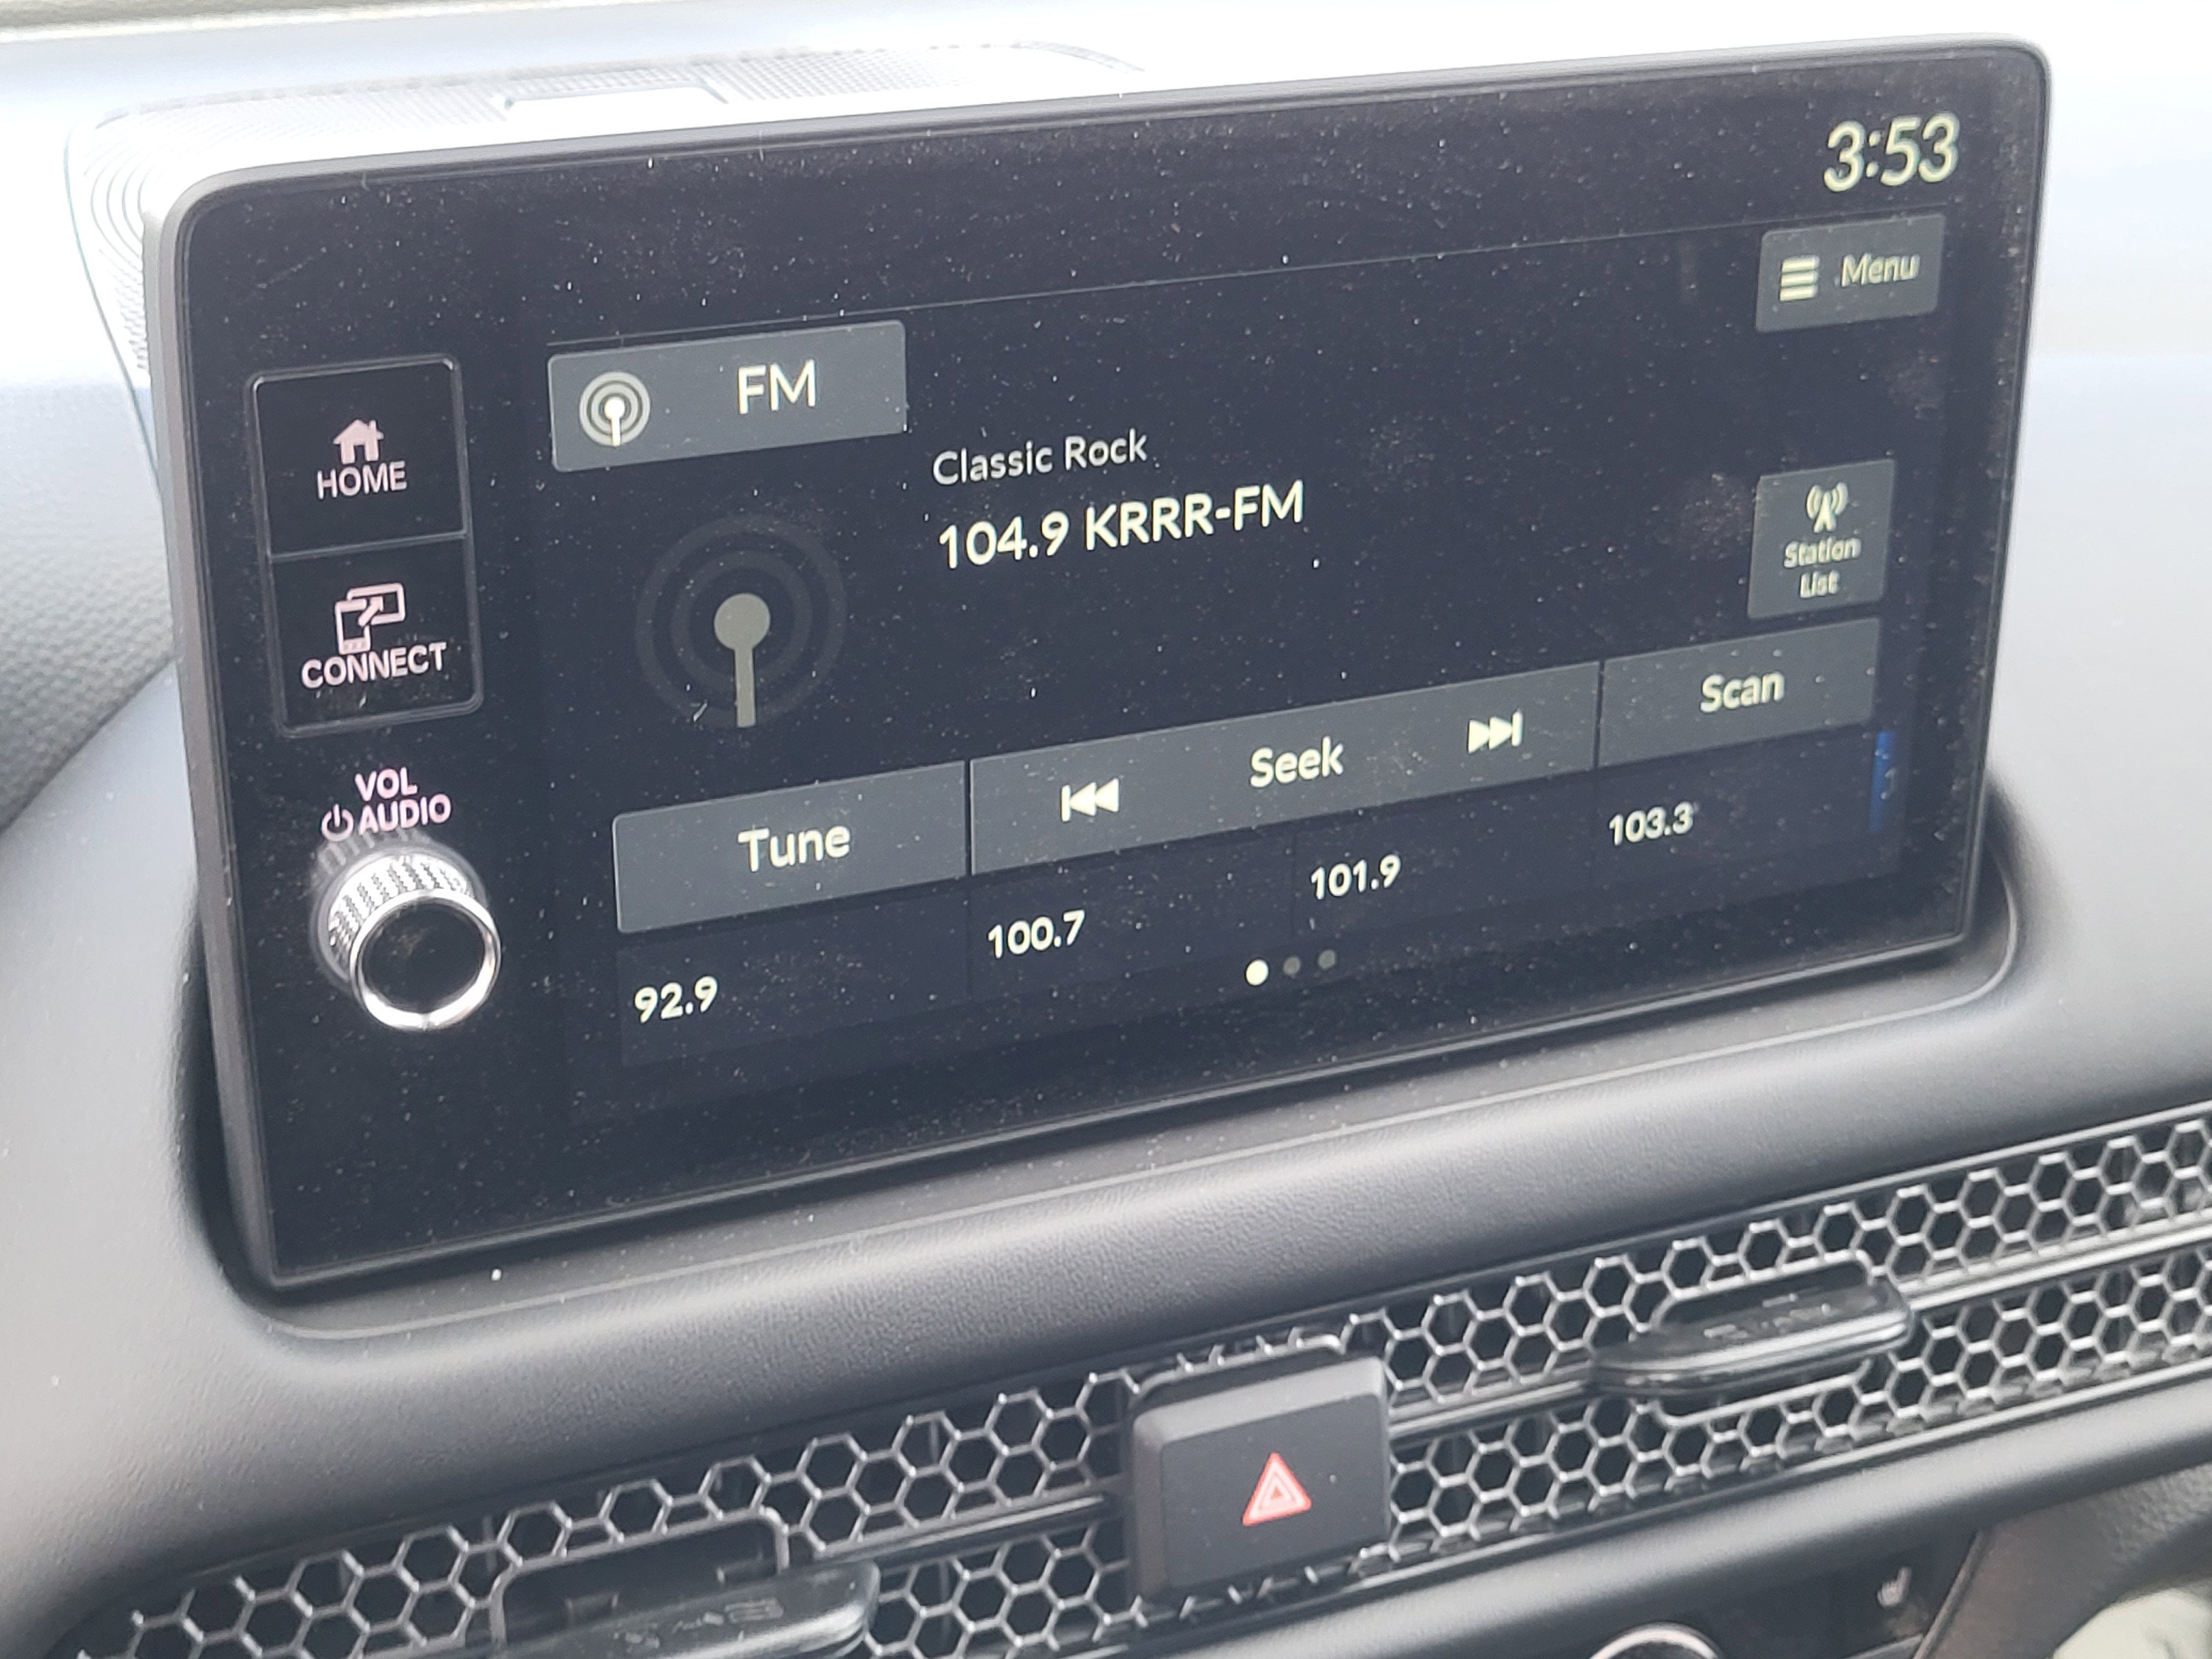 3:53
Menu
FM
HOME
Classic Rock
104.9 KRRR-FM
Station
List
CONNECT
Scan
Seek
Tune
VOL
AUDIO
92.9
100.7
101.9
103.3